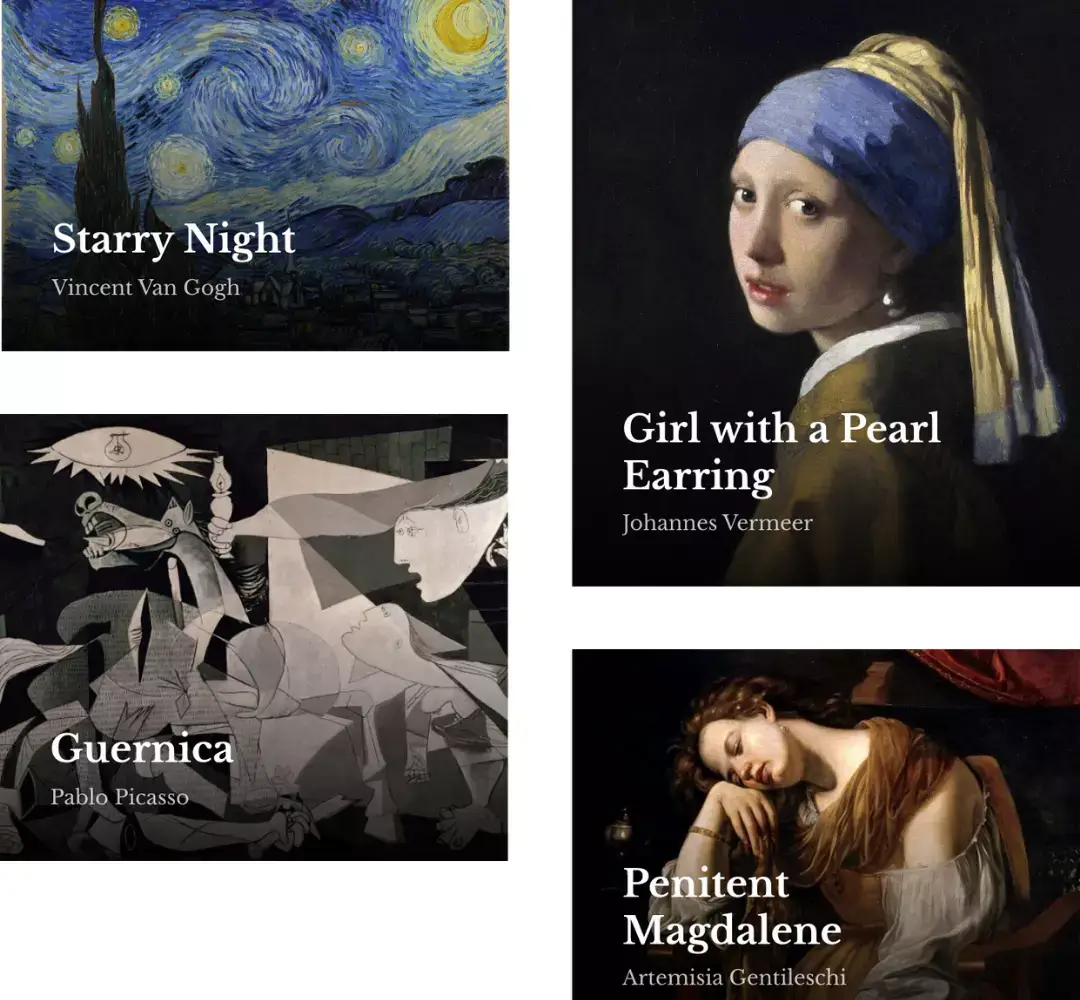 Starry Night
Vincent Van Gogh
Girl with a Pearl
Earring
Johannes Vermeer
Guernica
Pablo Picasso
Penitent
Magdalene
Artemisia Gentileschi